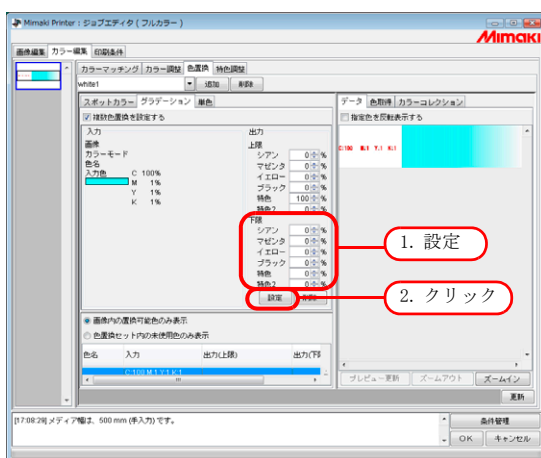 Mimaki Printer : ジョブエディタ ( フルカラー )
Mimaki
画像編集 カラー編集 印刷条件
カラーマッチング カラー調整 色置換 特色調整
white1 追加 削除
スポットカラー グラデーション 単色
複数色置換を設定する
入力
画像
カラーモード
色名
入力色 C 100%
M 1%
Y 1%
K 1%
出力
上限
シアン 0 %
マゼンタ 0 %
イエロー 0 %
ブラック 0 %
特色 100 %
特色2 0 %
下限
シアン 0 %
マゼンタ 0 %
イエロー 0 %
ブラック 0 %
特色 0 %
特色2 0 %
設定 削除
画像内の置換可能色のみ表示
色置換セット内の未使用色のみ表示
色名 入力 出力(上限) 出力(下
C:100 M:1 Y:1 K:1
データ 色取得 カラーコレクション
指定色を反転表示する
C:100 M:1 Y:1 K:1
プレビュー更新 ズームアウト ズームイン
更新
1. 設定
2. クリック
[17:08:29] メディア幅は、500 mm (手入力) です。
条件管理
OK キャンセル